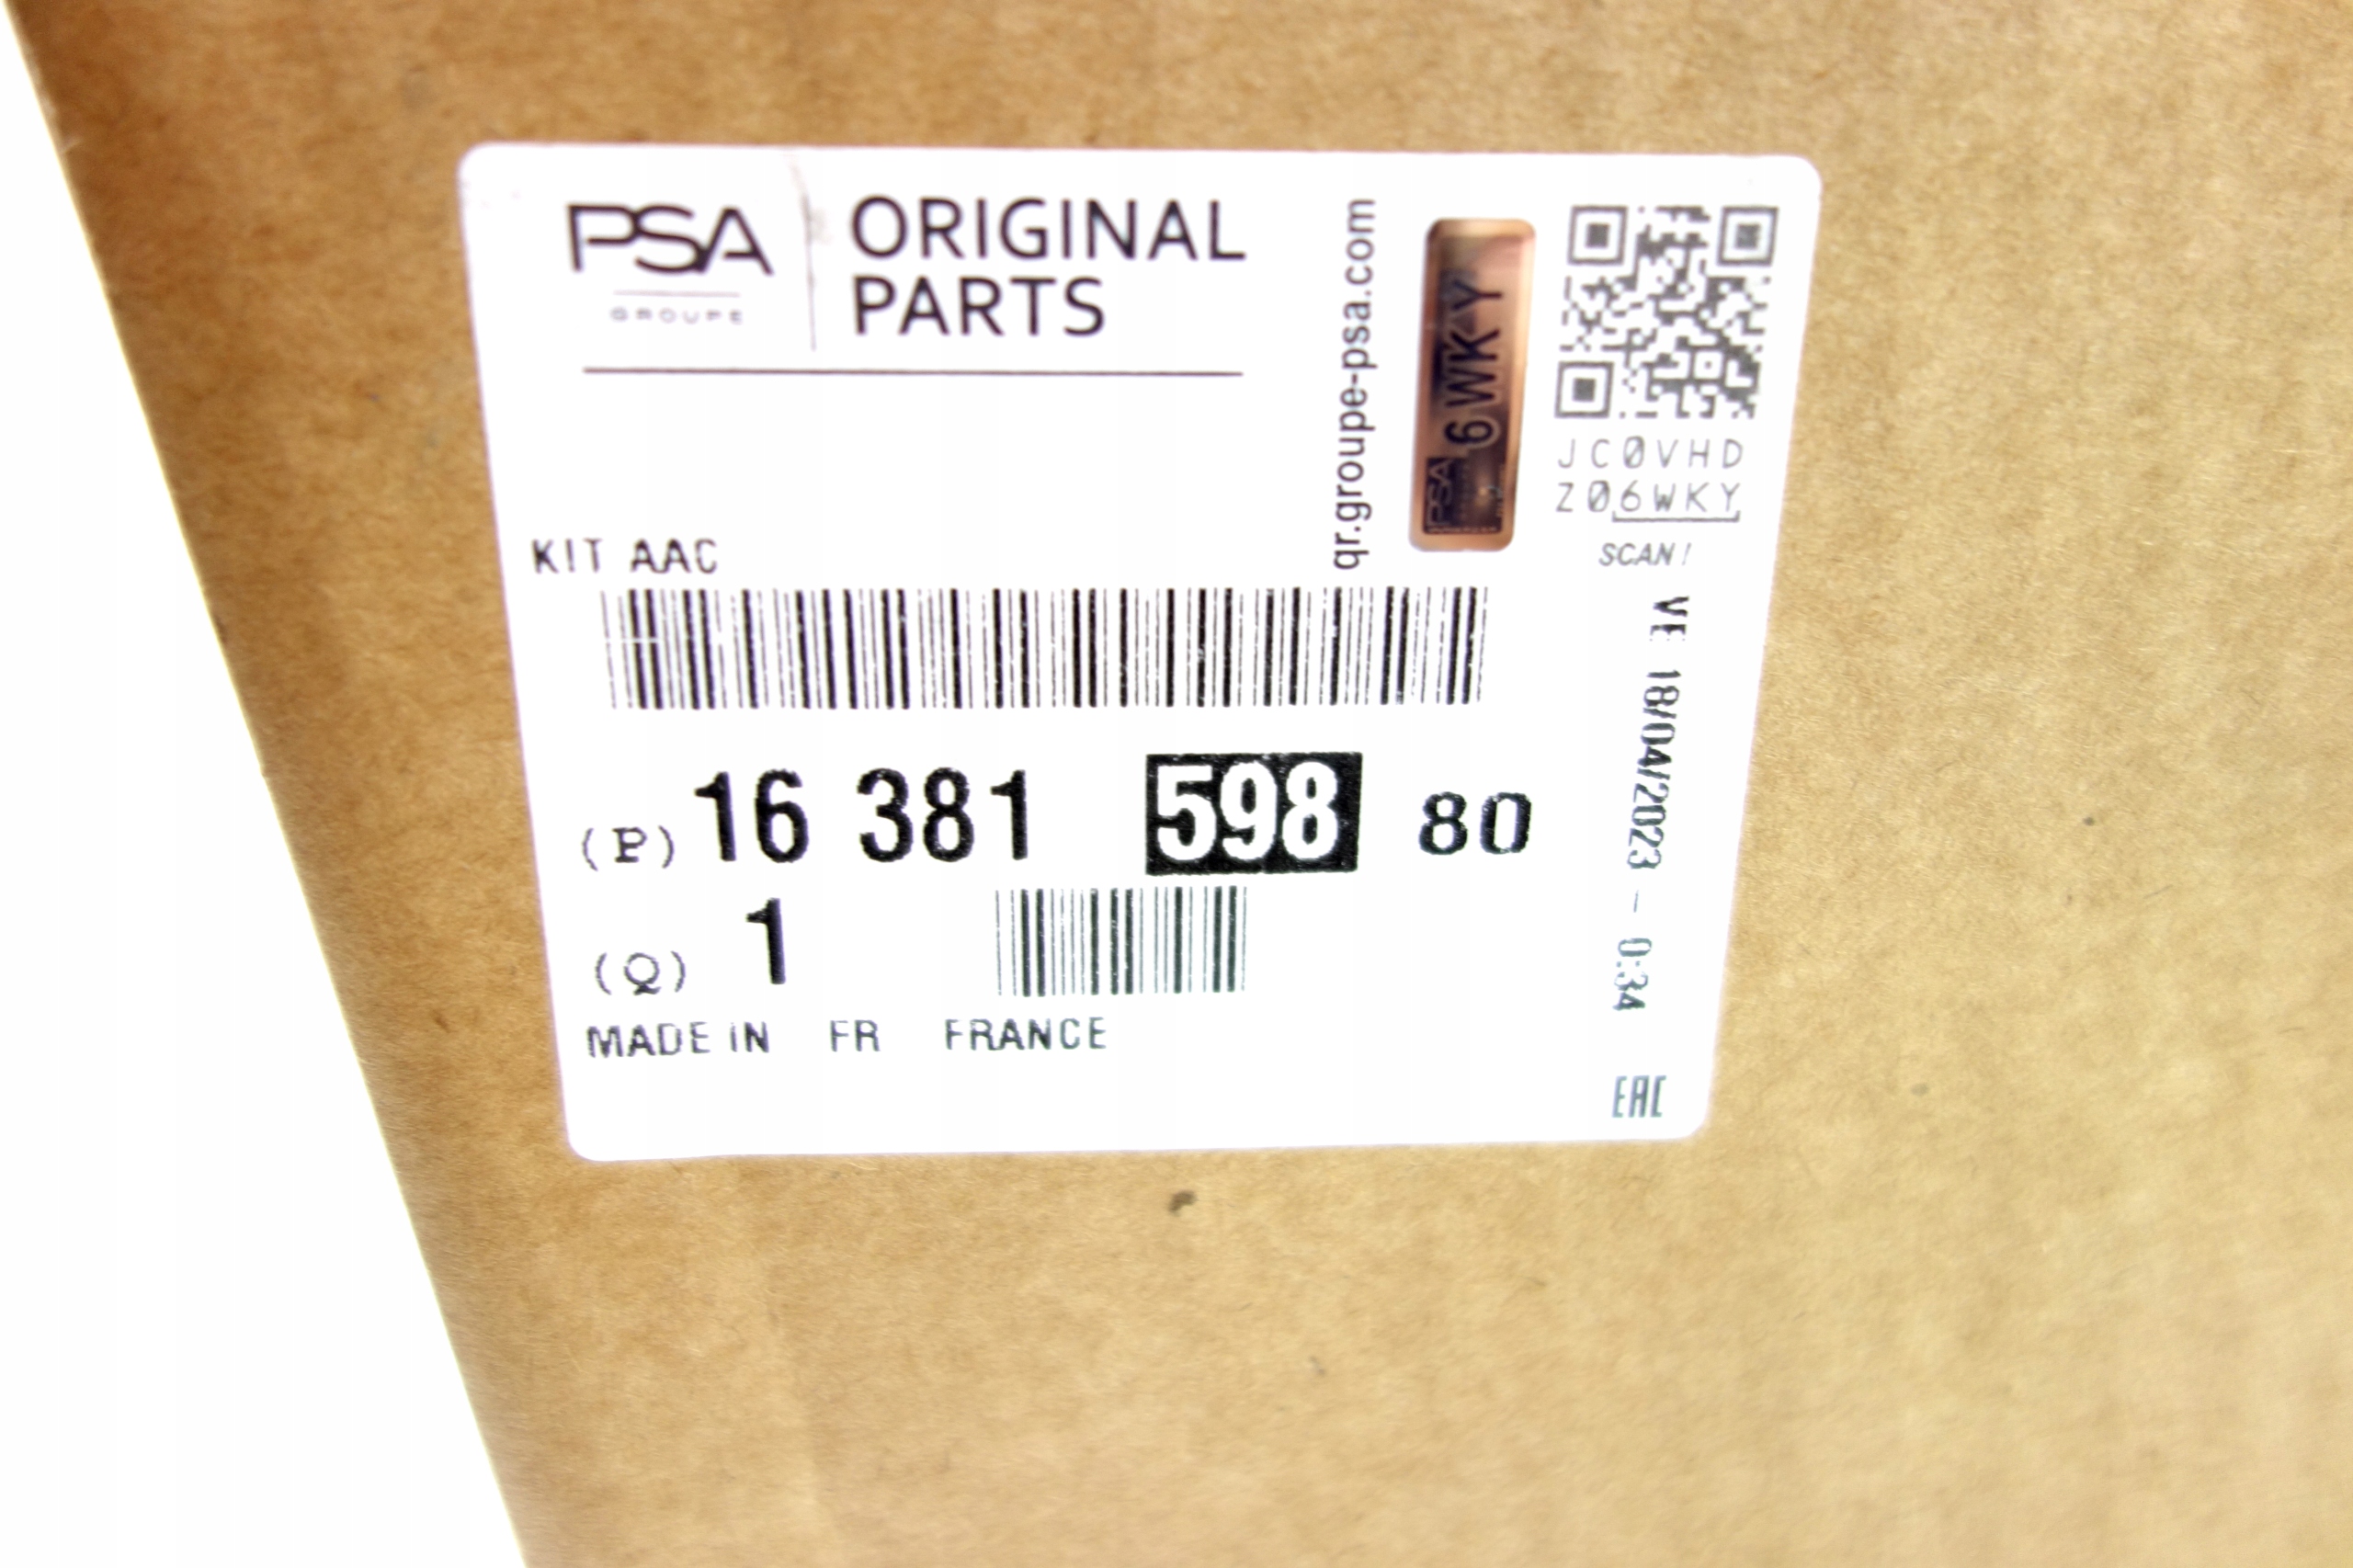 PSA
GROUPE
ORIGINAL
PARTS
qr.groupe-psa.com
PSA
6WKY
JC0VHD
Z06WKY
SCAN!
KIT AAC
(P) 16 381 598 80
(Q) 1
MADE IN FR FRANCE
VE 18/04/2023 - 0:34
EAC